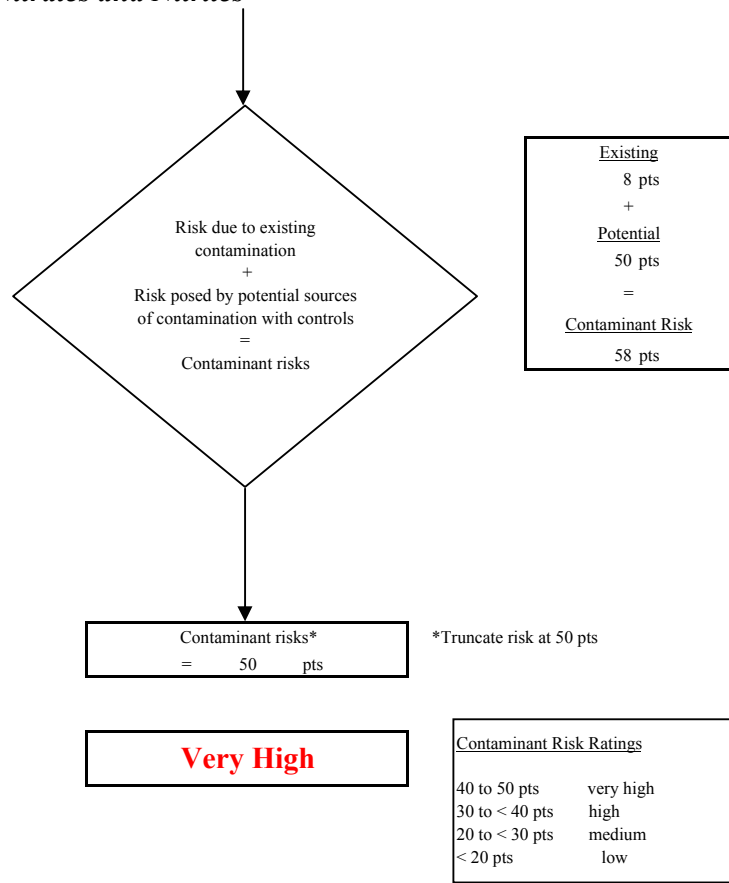 Risk due to existing
contamination
+
Risk posed by potential sources
of contamination with controls
=
Contaminant risks
Existing
8 pts
+
Potential
50 pts
=
Contaminant Risk
58 pts
Contaminant risks*
= 50 pts
*Truncate risk at 50 pts
Very High
Contaminant Risk Ratings
40 to 50 pts very high
30 to < 40 pts high
20 to < 30 pts medium
< 20 pts low